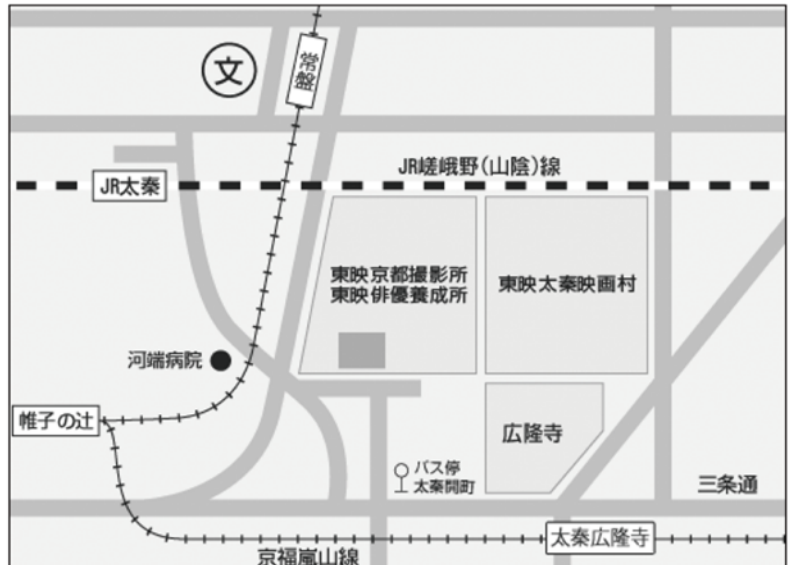 常盤
文
JR嵯峨野(山陰)線
JR太秦
東映京都撮影所
東映俳優養成所
東映太秦映画村
河端病院
帷子の辻
広隆寺
バス停
太秦開町
三条通
太秦広隆寺
京福嵐山線